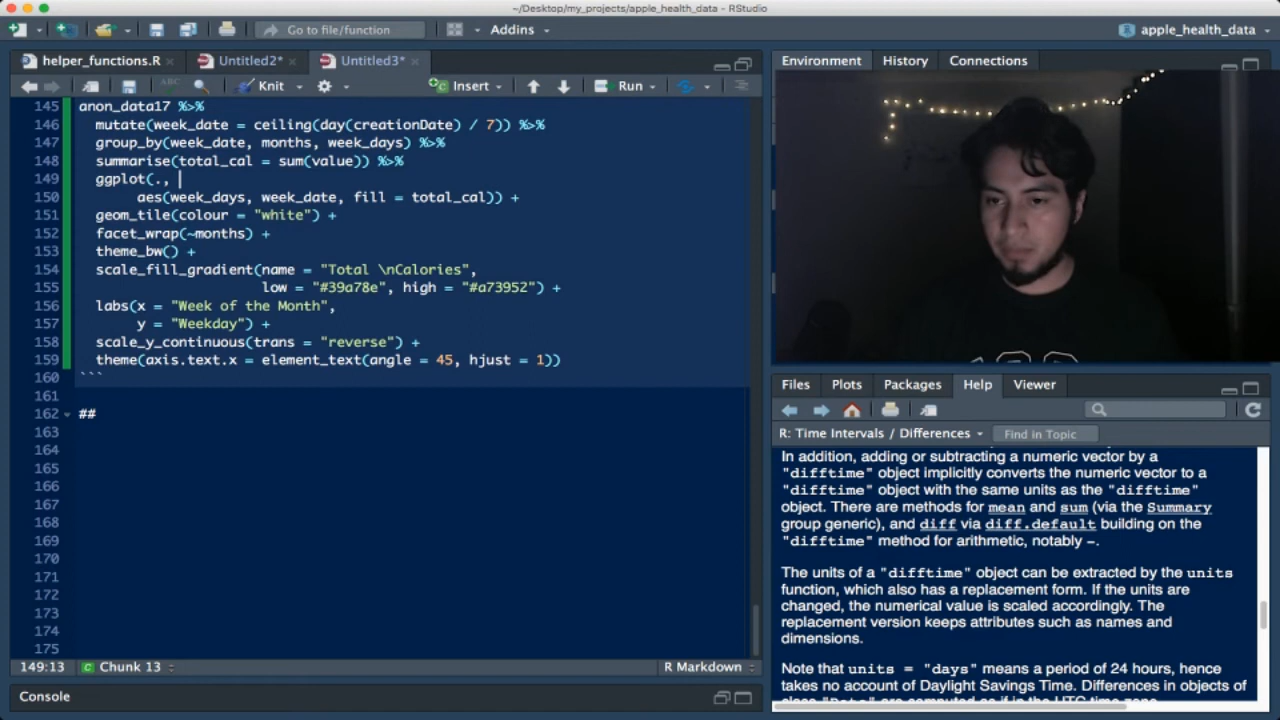 ~/Desktop/my_projects/apple_health_data - RStudio
Go to file/function
Addins
apple_health_data
helper_functions.R
Untitled2*
Untitled3*
ABC
Knit
Insert
Run
145 anon_data17 %>%
146 mutate(week_date = ceiling(day(creationDate) / 7)) %>%
147 group_by(week_date, months, week_days) %>%
148 summarise(total_cal = sum(value)) %>%
149 ggplot(.,
150 aes(week_days, week_date, fill = total_cal)) +
151 geom_tile(colour = "white") +
152 facet_wrap(~months) +
153 theme_bw() +
154 scale_fill_gradient(name = "Total \nCalories",
155 low = "#39a78e", high = "#a73952") +
156 labs(x = "Week of the Month",
157 y = "Weekday") +
158 scale_y_continuous(trans = "reverse") +
159 theme(axis.text.x = element_text(angle = 45, hjust = 1))
160 ```
161
162 ##
163
164
165
166
167
168
169
170
171
172
173
174
175
149:13
Chunk 13
R Markdown
Console
Environment
History
Connections
Files
Plots
Packages
Help
Viewer
R: Time Intervals / Differences
Find in Topic
In addition, adding or subtracting a numeric vector by a
"difftime" object implicitly converts the numeric vector to a
"difftime" object with the same units as the "difftime"
object. There are methods for mean and sum (via the Summary
group generic), and diff via diff.default building on the
"difftime" method for arithmetic, notably -.
The units of a "difftime" object can be extracted by the units
function, which also has a replacement form. If the units are
changed, the numerical value is scaled accordingly. The
replacement version keeps attributes such as names and
dimensions.
Note that units = "days" means a period of 24 hours, hence
takes no account of Daylight Savings Time. Differences in objects of